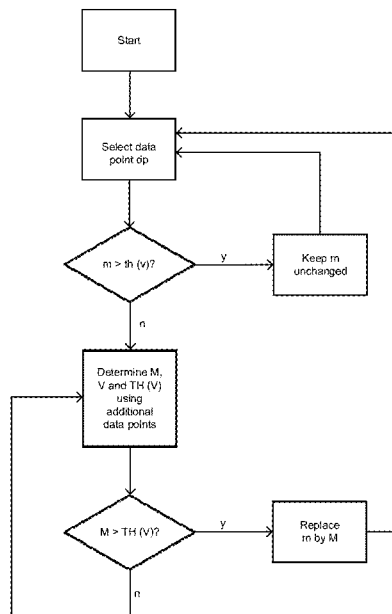 Start
Select data
point dp
m > th (v)?
y
Keep m
unchanged
n
Determine M,
V and TH (V)
using
additional
data points
M > TH (V)?
y
Replace
m by M
n